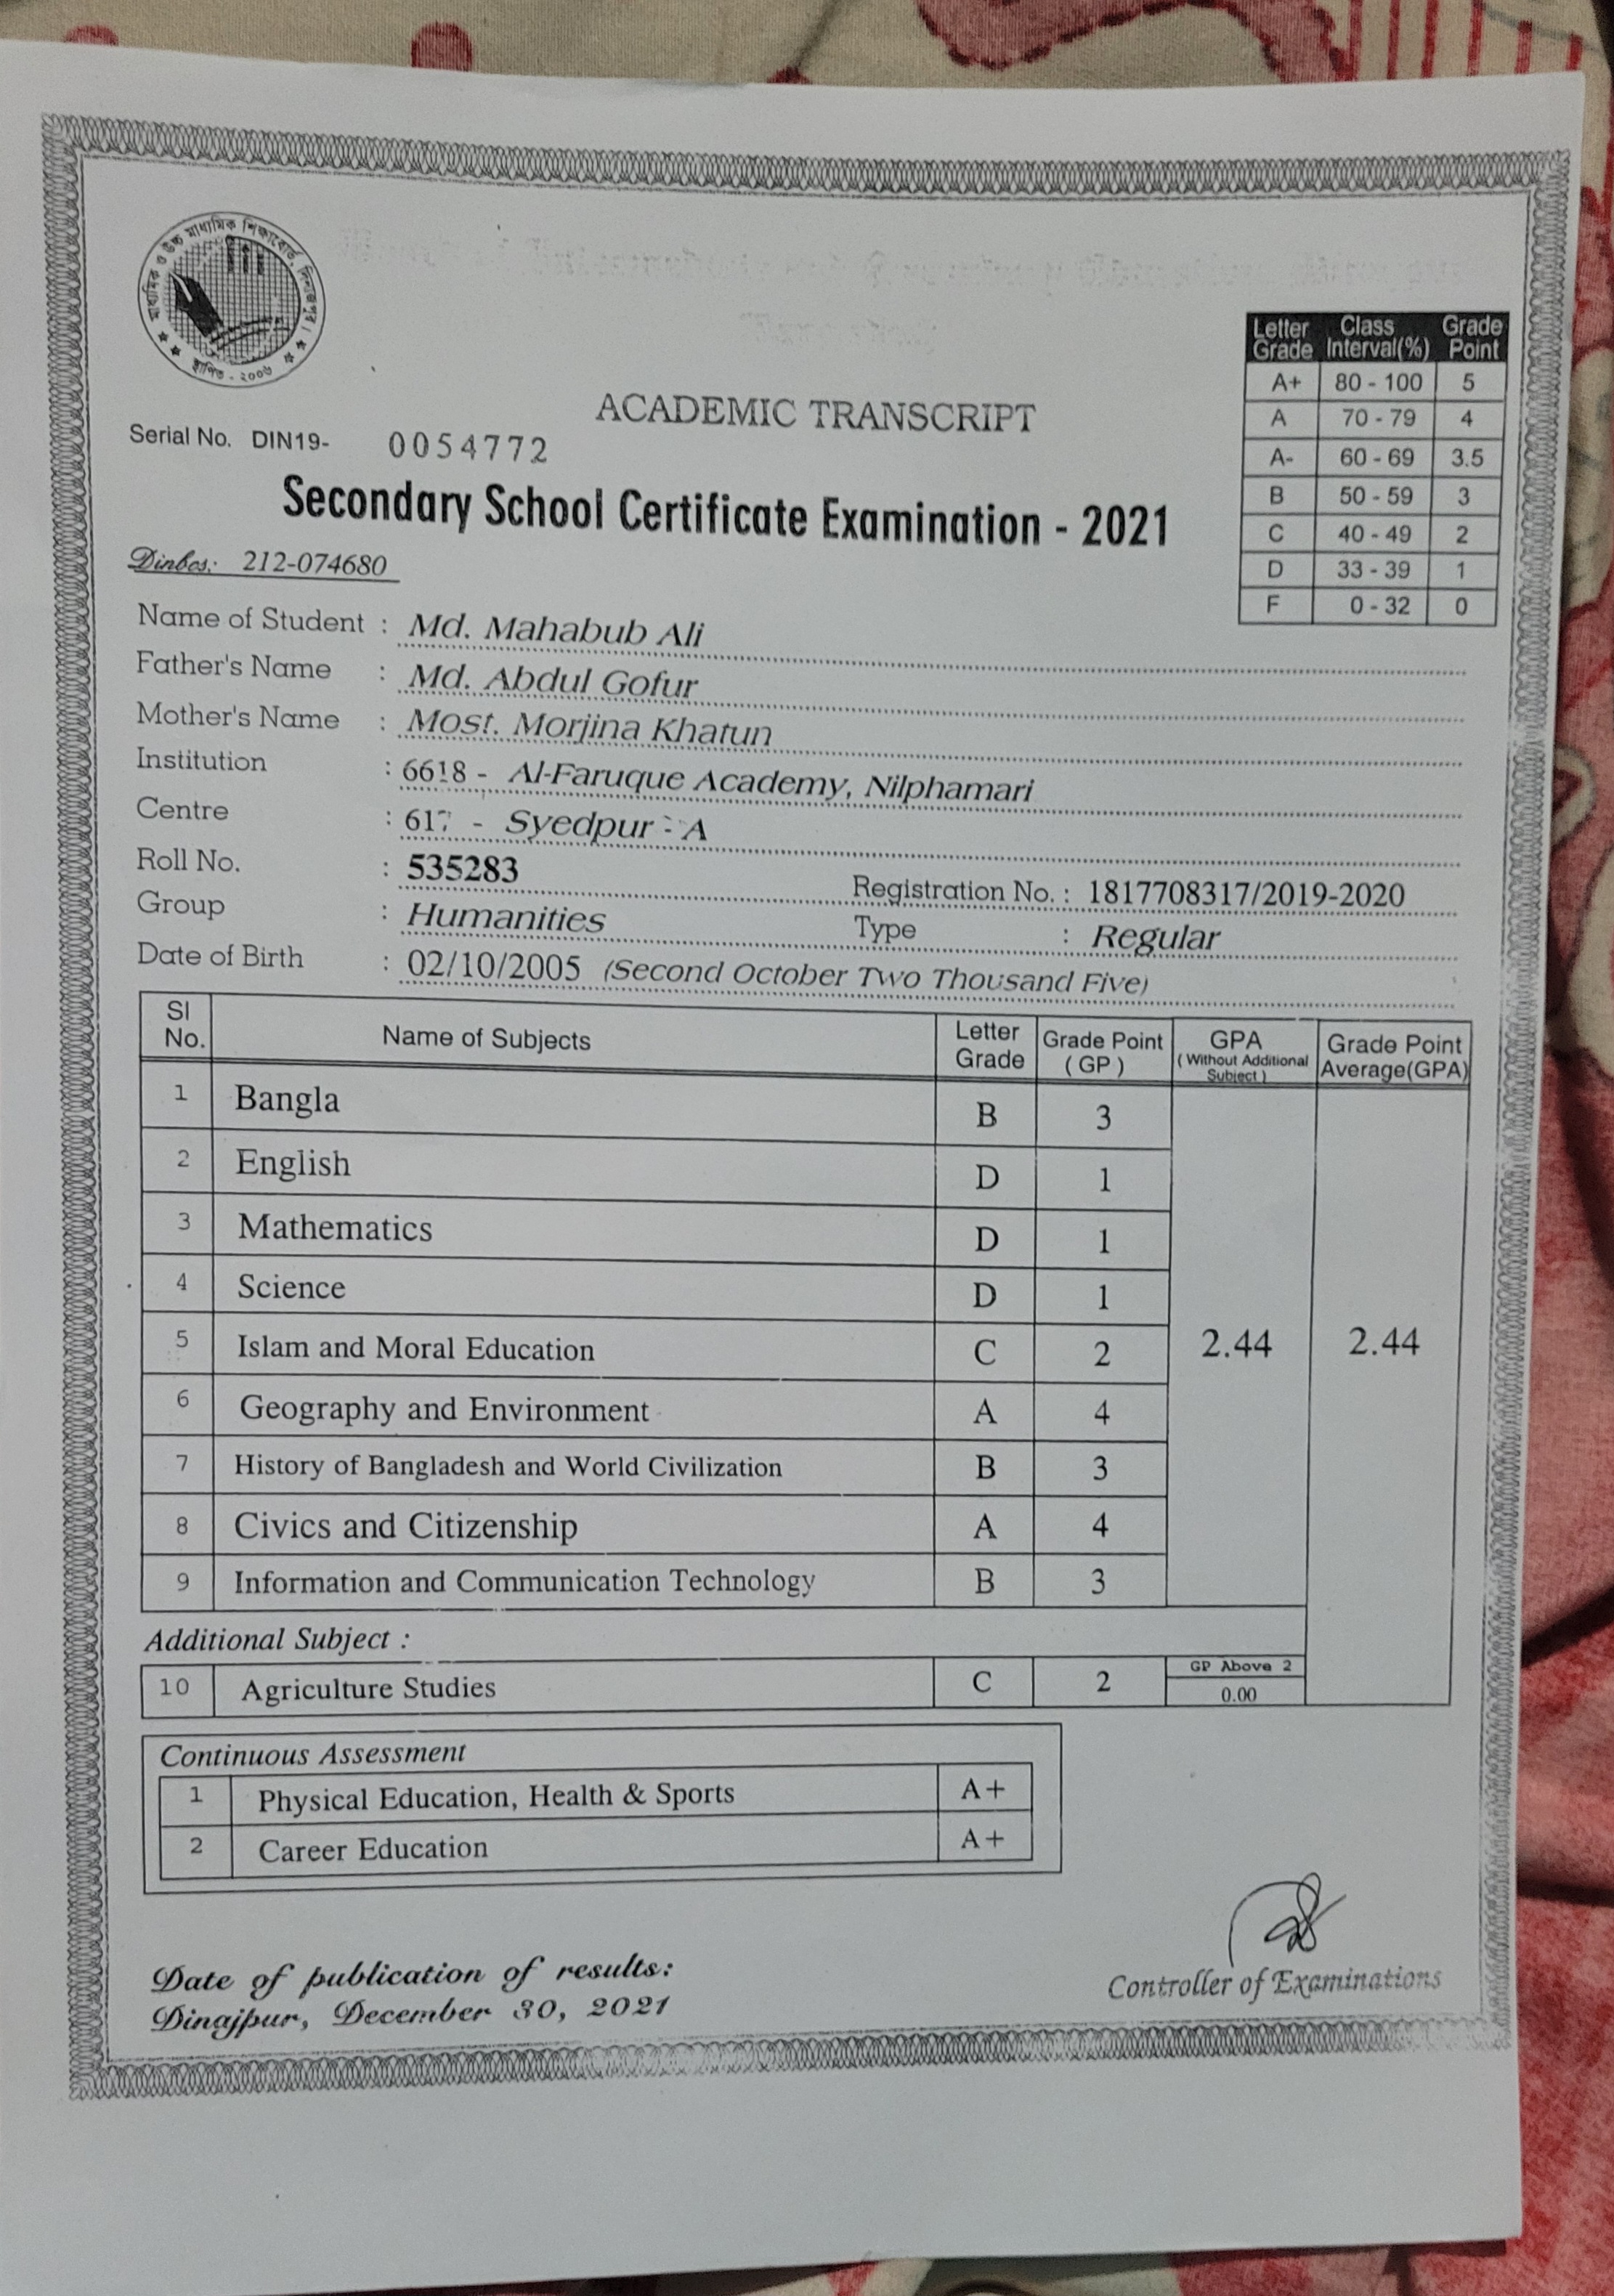 মাধ্যমিক ও উচ্চ মাধ্যমিক শিক্ষাবোর্ড, দিনাজপুর।
স্থাপিত - ২০০৬
Letter Grade Class Interval(%) Grade Point
A+ 80 - 100 5
A 70 - 79 4
A- 60 - 69 3.5
B 50 - 59 3
C 40 - 49 2
D 33 - 39 1
F 0 - 32 0
ACADEMIC TRANSCRIPT
Serial No. DIN19- 0054772
Secondary School Certificate Examination - 2021
Dinbcs: 212-074680
Name of Student : Md. Mahabub Ali
Father's Name : Md. Abdul Gofur
Mother's Name : Most. Morjina Khatun
Institution : 6618 - Al-Faruque Academy, Nilphamari
Centre : - Syedpur - A
Roll No. : 535283 Registration No. : 1817708317/2019-2020
Group : Humanities Type : Regular
Date of Birth : 02/10/2005 (Second October Two Thousand Five)
Sl No. Name of Subjects Letter Grade Grade Point (GP) GPA (Without Additional Subject) Grade Point Average(GPA)
1 Bangla B 3
2 English D 1
3 Mathematics D 1
4 Science D 1
5 Islam and Moral Education C 2 2.44 2.44
6 Geography and Environment A 4
7 History of Bangladesh and World Civilization B 3
8 Civics and Citizenship A 4
9 Information and Communication Technology B 3
Additional Subject :
10 Agriculture Studies C 2 GP Above 2 0.00
Continuous Assessment
1 Physical Education, Health & Sports A+
2 Career Education A+
Date of publication of results:
Dinajpur, December 30, 2021
Controller of Examinations